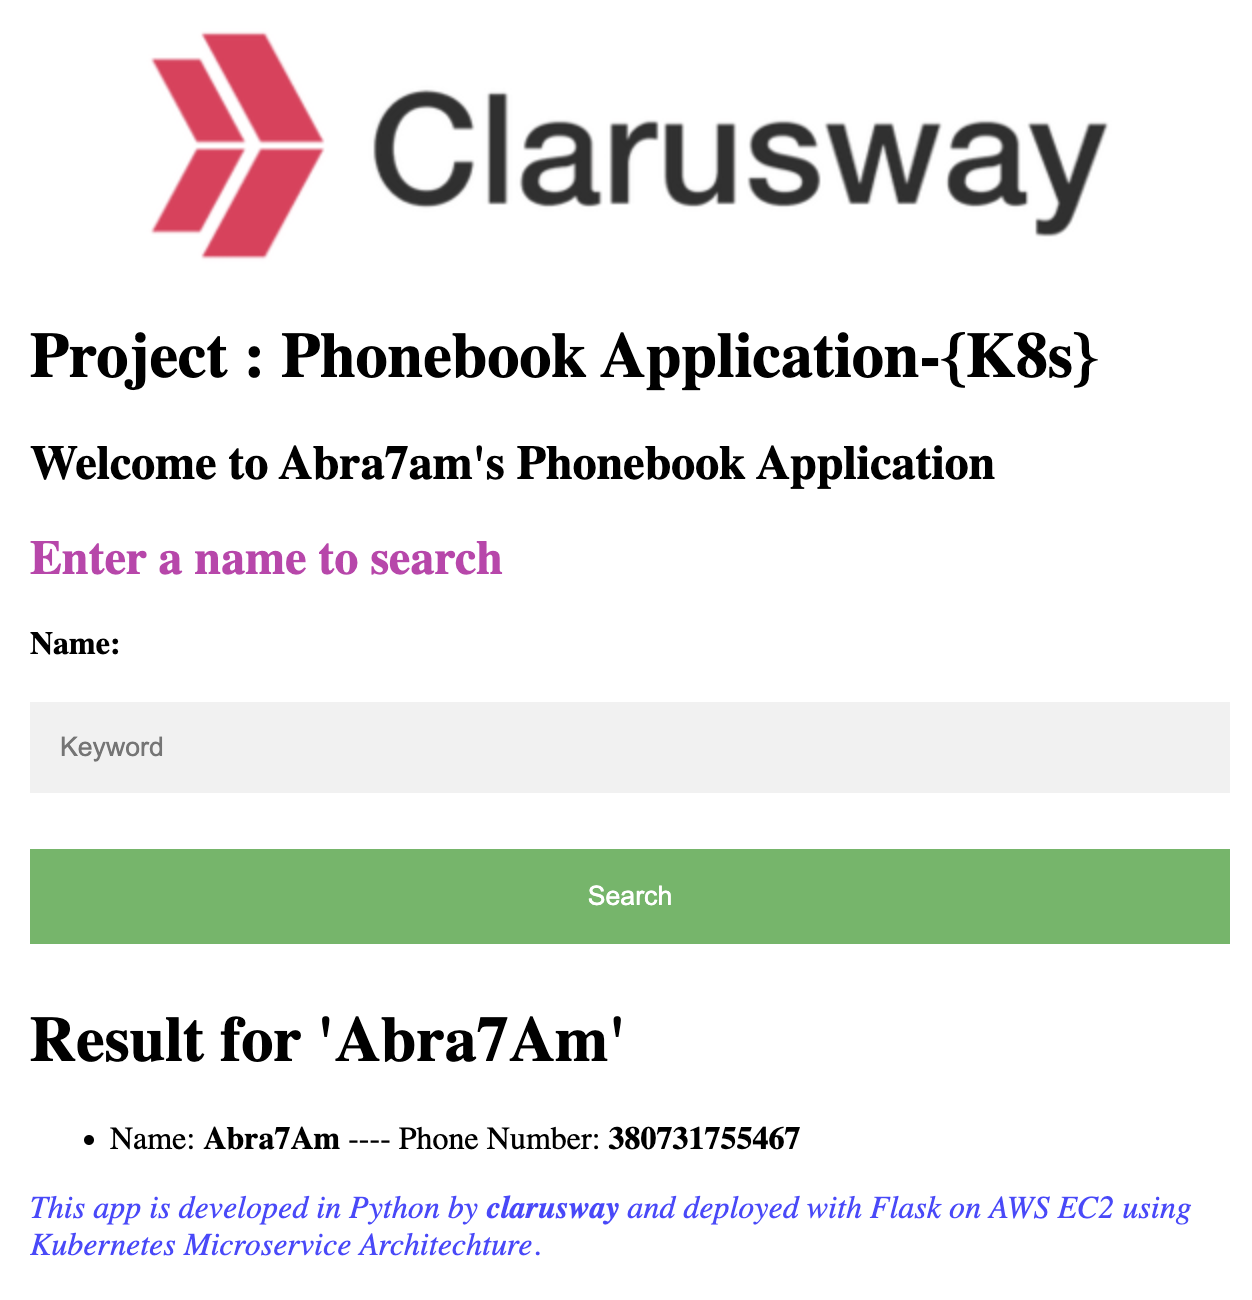 Clarusway
Project : Phonebook Application-{K8s}
Welcome to Abra7am's Phonebook Application
Enter a name to search
Name:
Keyword
Search
Result for 'Abra7Am'
• Name: Abra7Am ---- Phone Number: 380731755467
This app is developed in Python by clarusway and deployed with Flask on AWS EC2 using
Kubernetes Microservice Architechture.